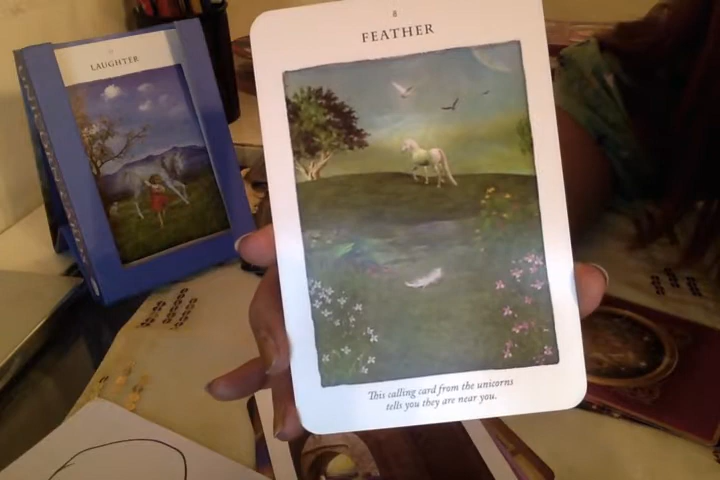 LAUGHTER
8
FEATHER
This calling card from the unicorns
tells you they are near you.